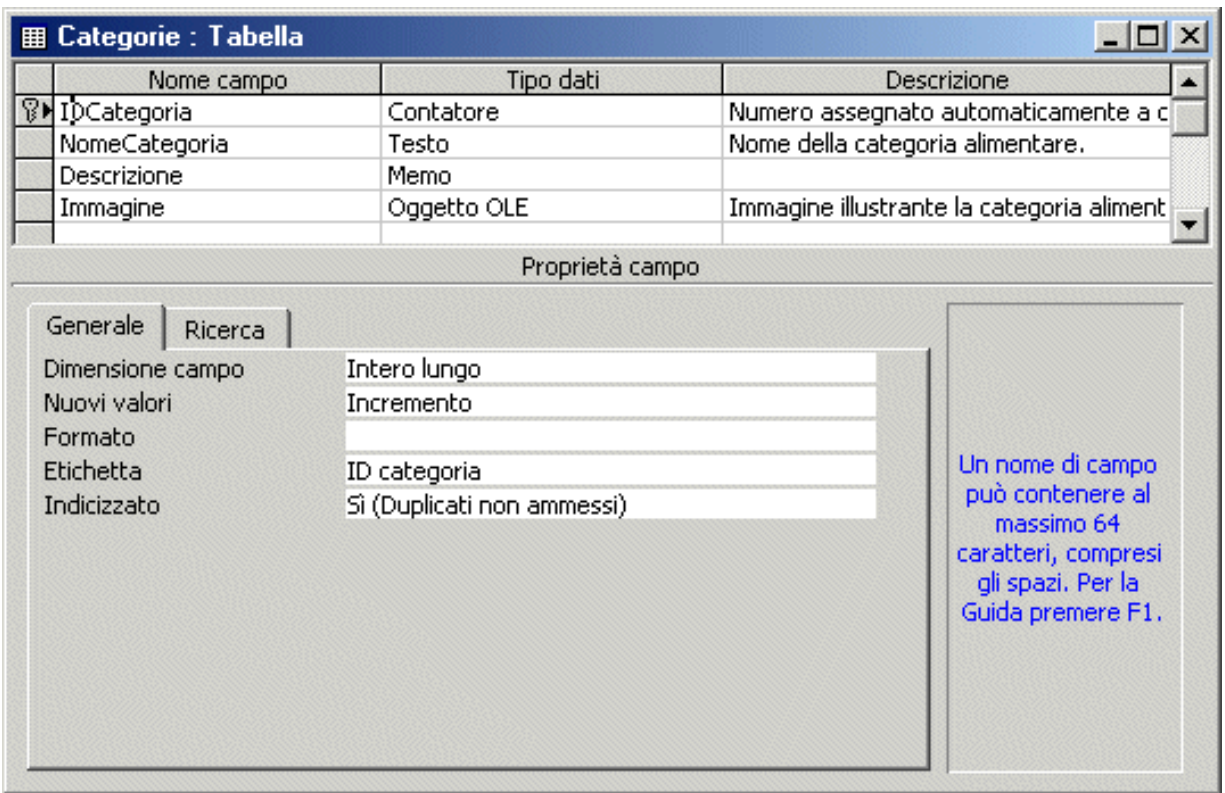 Categorie : Tabella
Nome campo Tipo dati Descrizione
IDCategoria Contatore Numero assegnato automaticamente a c
NomeCategoria Testo Nome della categoria alimentare.
Descrizione Memo
Immagine Oggetto OLE Immagine illustrante la categoria aliment
Proprietà campo
Generale Ricerca
Dimensione campo Intero lungo
Nuovi valori Incremento
Formato
Etichetta ID categoria
Indicizzato Sì (Duplicati non ammessi)
Un nome di campo
può contenere al
massimo 64
caratteri, compresi
gli spazi. Per la
Guida premere F1.